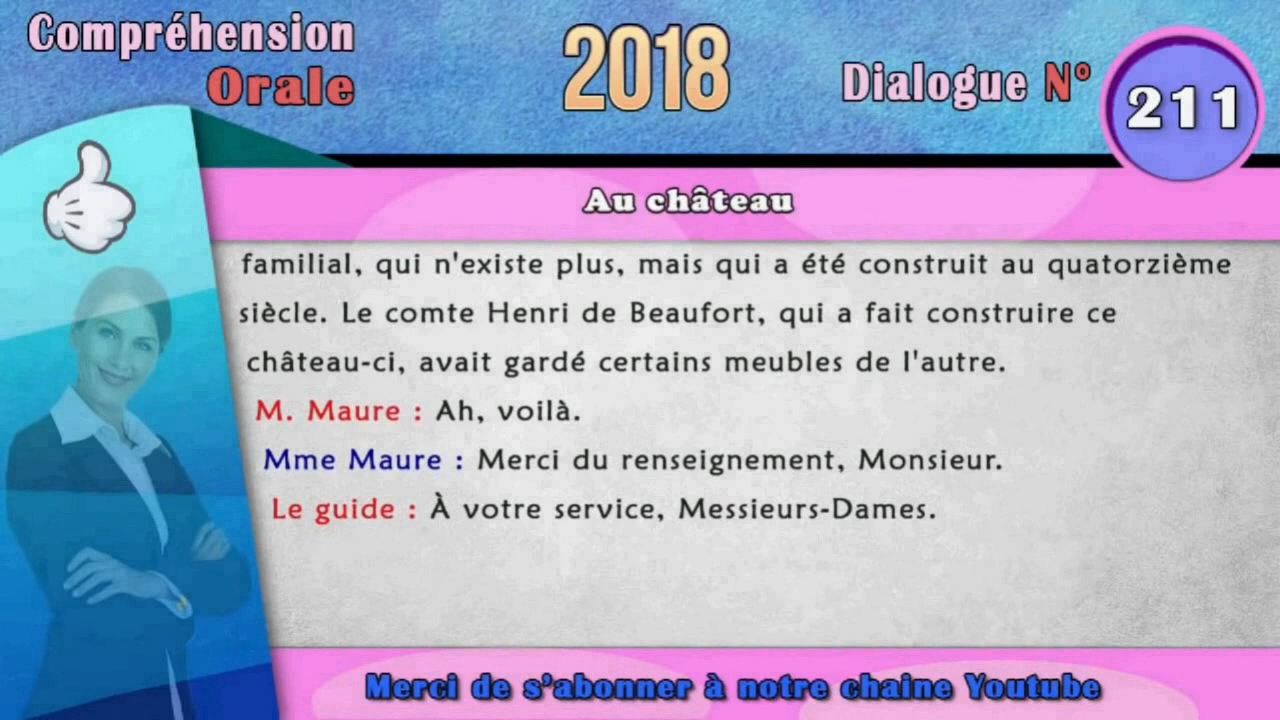 Compréhension
Orale
2018
Dialogue N°
211
Au château
familial, qui n'existe plus, mais qui a été construit au quatorzième
siècle. Le comte Henri de Beaufort, qui a fait construire ce
château-ci, avait gardé certains meubles de l'autre.
M. Maure : Ah, voilà.
Mme Maure : Merci du renseignement, Monsieur.
Le guide : À votre service, Messieurs-Dames.
Merci de s'abonner à notre chaine Youtube